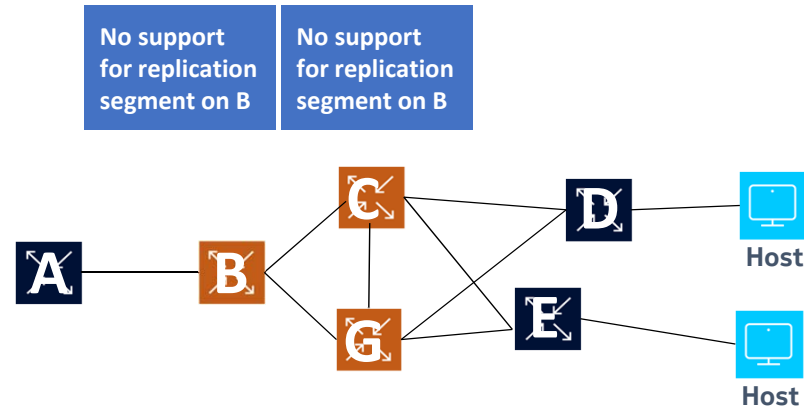 No support
for replication
segment on B
No support
for replication
segment on B
C
D
Host
A
B
G
E
Host